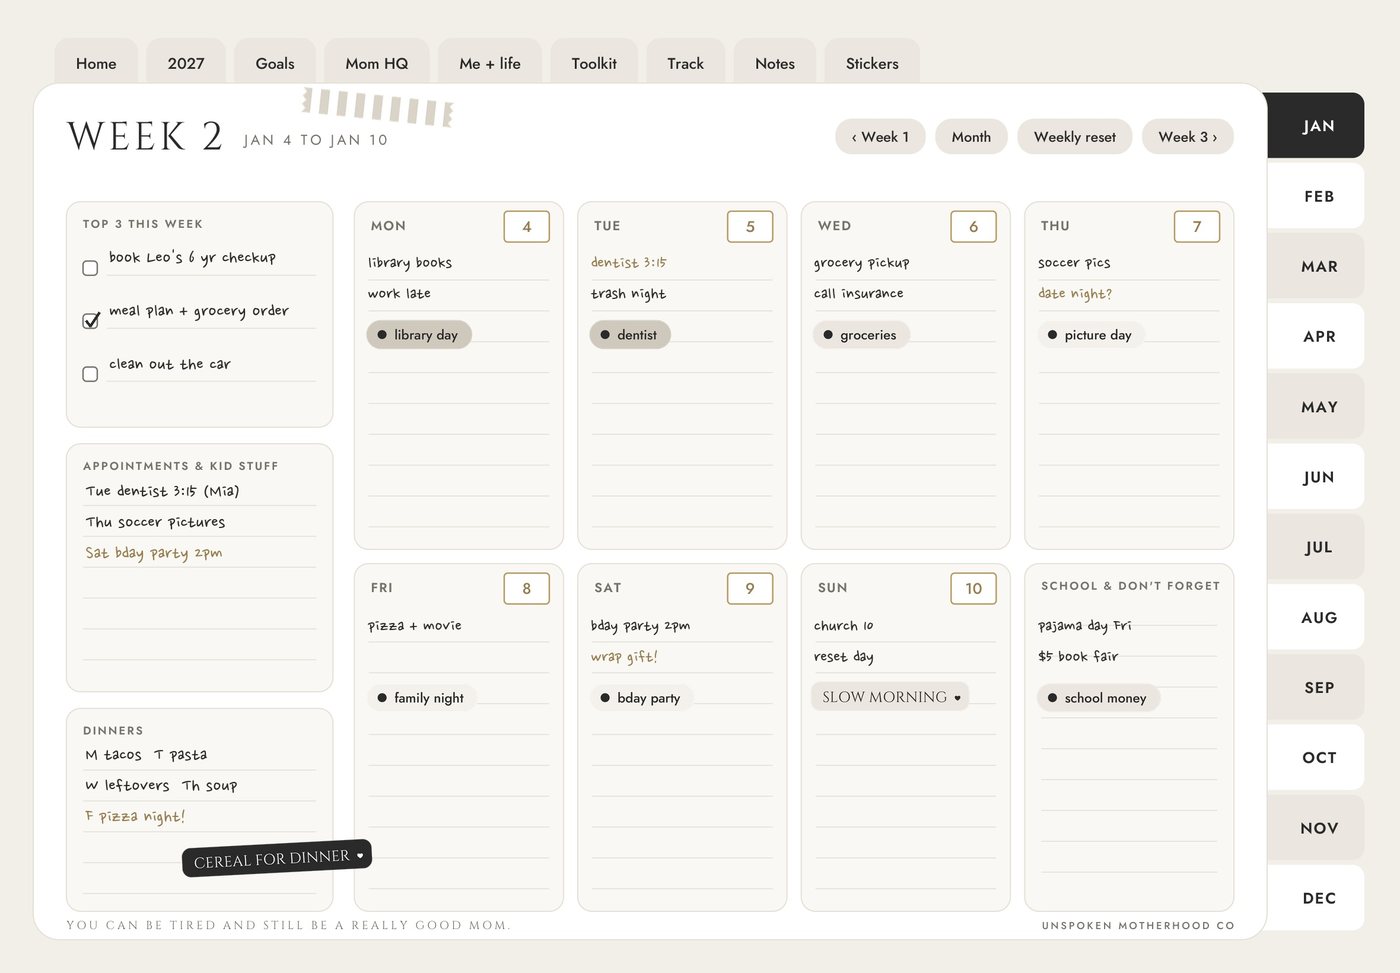 Home
2027
Goals
Mom HQ
Me + life
Toolkit
Track
Notes
Stickers
WEEK 2
JAN 4 TO JAN 10
‹ Week 1
Month
Weekly reset
Week 3 ›
JAN
FEB
MAR
APR
MAY
JUN
JUL
AUG
SEP
OCT
NOV
DEC
TOP 3 THIS WEEK
book Leo's 6 yr checkup
meal plan + grocery order
clean out the car
APPOINTMENTS & KID STUFF
Tue dentist 3:15 (Mia)
Thu soccer pictures
Sat bday party 2pm
DINNERS
M tacos T pasta
W leftovers Th soup
F pizza night!
CEREAL FOR DINNER ♥
MON 4
library books
work late
library day
TUE 5
dentist 3:15
trash night
dentist
WED 6
grocery pickup
call insurance
groceries
THU 7
soccer pics
date night?
picture day
FRI 8
pizza + movie
family night
SAT 9
bday party 2pm
wrap gift!
bday party
SUN 10
church 10
reset day
SLOW MORNING ♥
SCHOOL & DON'T FORGET
pajama day Fri
$5 book fair
school money
YOU CAN BE TIRED AND STILL BE A REALLY GOOD MOM.
UNSPOKEN MOTHERHOOD CO